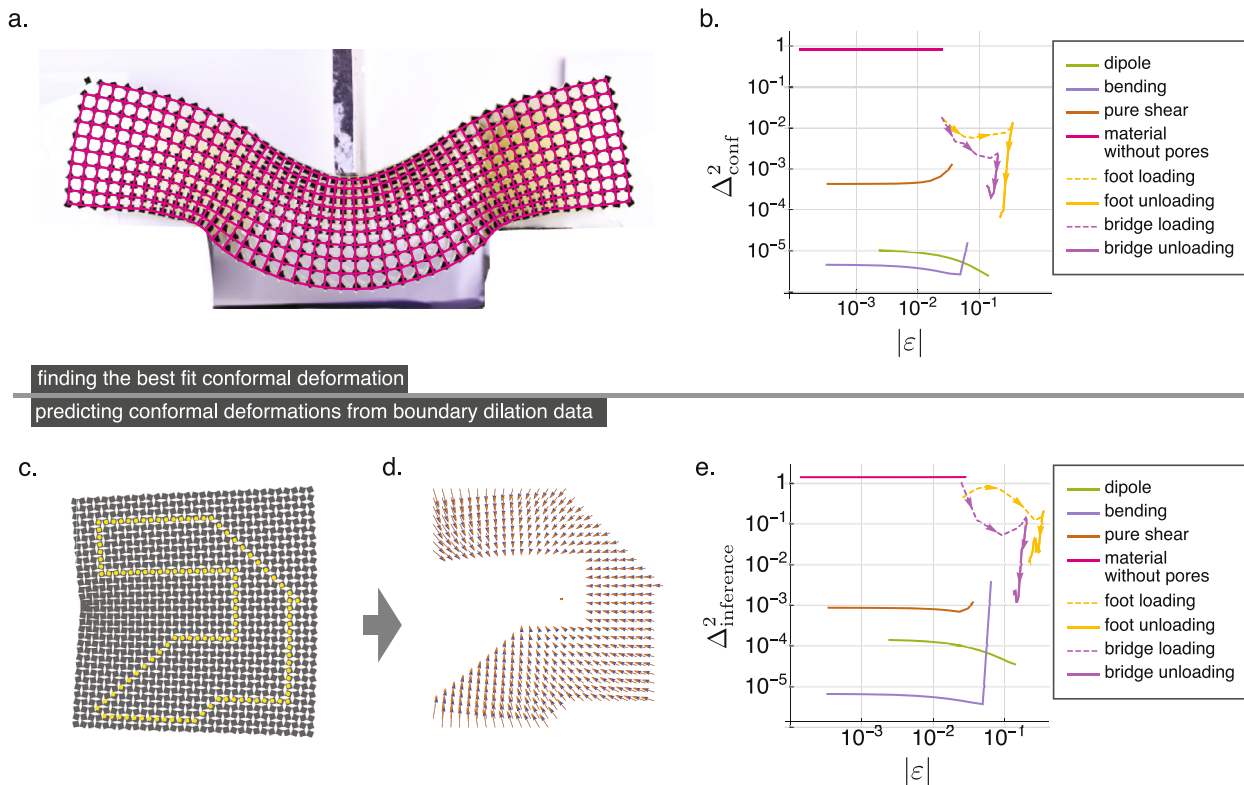 a.
b.
1
10⁻¹
10⁻²
10⁻³
10⁻⁴
10⁻⁵
Δ²conf
10⁻³
10⁻²
10⁻¹
|ε|
dipole
bending
pure shear
material
without pores
foot loading
foot unloading
bridge loading
bridge unloading
finding the best fit conformal deformation
predicting conformal deformations from boundary dilation data
c.
d.
e.
1
10⁻¹
10⁻²
10⁻³
10⁻⁴
10⁻⁵
Δ²inference
10⁻³
10⁻²
10⁻¹
|ε|
dipole
bending
pure shear
material
without pores
foot loading
foot unloading
bridge loading
bridge unloading